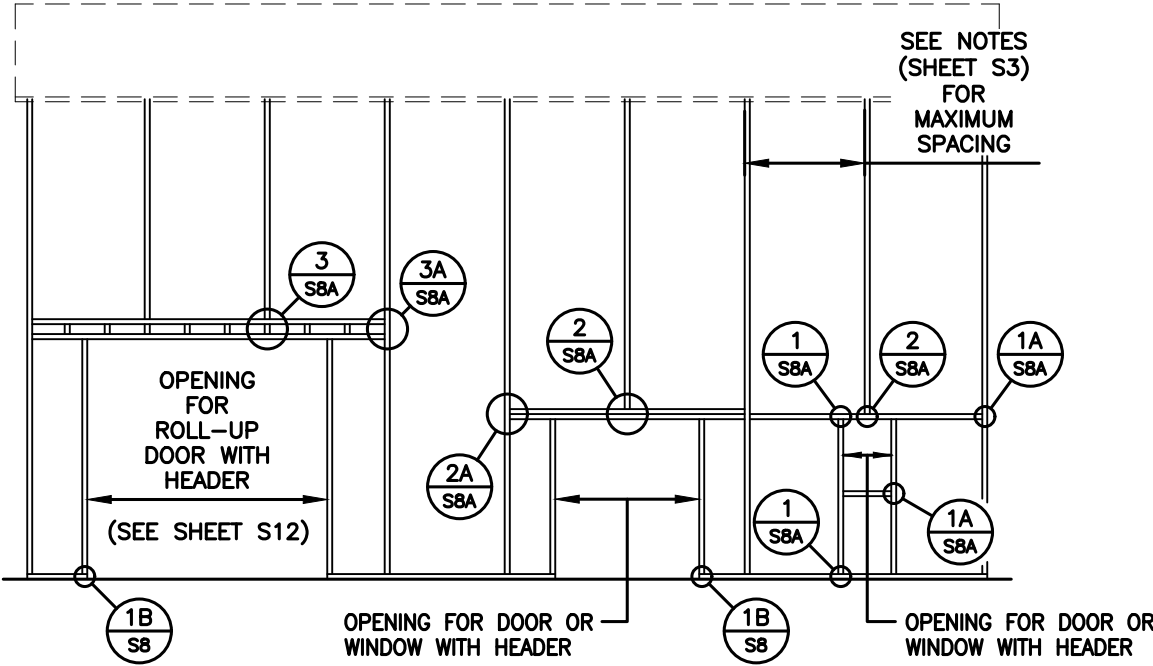 SEE NOTES
(SHEET S3)
FOR
MAXIMUM
SPACING
3
S8A
3A
S8A
2
S8A
1
S8A
2
S8A
1A
S8A
OPENING
FOR
ROLL-UP
DOOR WITH
HEADER
(SEE SHEET S12)
2A
S8A
1
S8A
1A
S8A
1B
S8
OPENING FOR DOOR OR
WINDOW WITH HEADER
1B
S8
OPENING FOR DOOR OR
WINDOW WITH HEADER